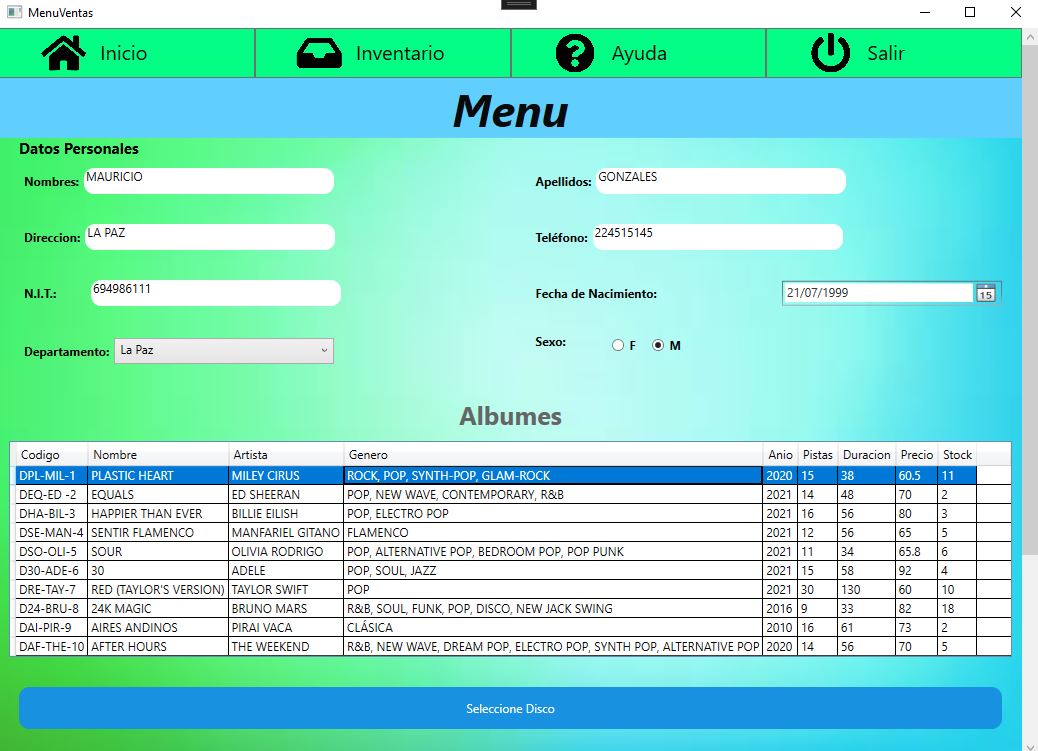 MenuVentas
Inicio Inventario Ayuda Salir
Menu
Datos Personales
Nombres: MAURICIO Apellidos: GONZALES
Direccion: LA PAZ Teléfono: 224515145
N.I.T.: 694986111 Fecha de Nacimiento: 21/07/1999 15
Departamento: La Paz Sexo: F M
Albumes
Codigo Nombre Artista Genero Anio Pistas Duracion Precio Stock
DPL-MIL-1 PLASTIC HEART MILEY CIRUS ROCK, POP, SYNTH-POP, GLAM-ROCK 2020 15 38 60.5 11
DEQ-ED -2 EQUALS ED SHEERAN POP, NEW WAVE, CONTEMPORARY, R&B 2021 14 48 70 2
DHA-BIL-3 HAPPIER THAN EVER BILLIE EILISH POP, ELECTRO POP 2021 16 56 80 3
DSE-MAN-4 SENTIR FLAMENCO MANFARIEL GITANO FLAMENCO 2021 12 56 65 5
DSO-OLI-5 SOUR OLIVIA RODRIGO POP, ALTERNATIVE POP, BEDROOM POP, POP PUNK 2021 11 34 65.8 6
D30-ADE-6 30 ADELE POP, SOUL, JAZZ 2021 15 58 92 4
DRE-TAY-7 RED (TAYLOR'S VERSION) TAYLOR SWIFT POP 2021 30 130 60 10
D24-BRU-8 24K MAGIC BRUNO MARS R&B, SOUL, FUNK, POP, DISCO, NEW JACK SWING 2016 9 33 82 18
DAI-PIR-9 AIRES ANDINOS PIRAI VACA CLÁSICA 2010 16 61 73 2
DAF-THE-10 AFTER HOURS THE WEEKEND R&B, NEW WAVE, DREAM POP, ELECTRO POP, SYNTH POP, ALTERNATIVE POP 2020 14 56 70 5
Seleccione Disco